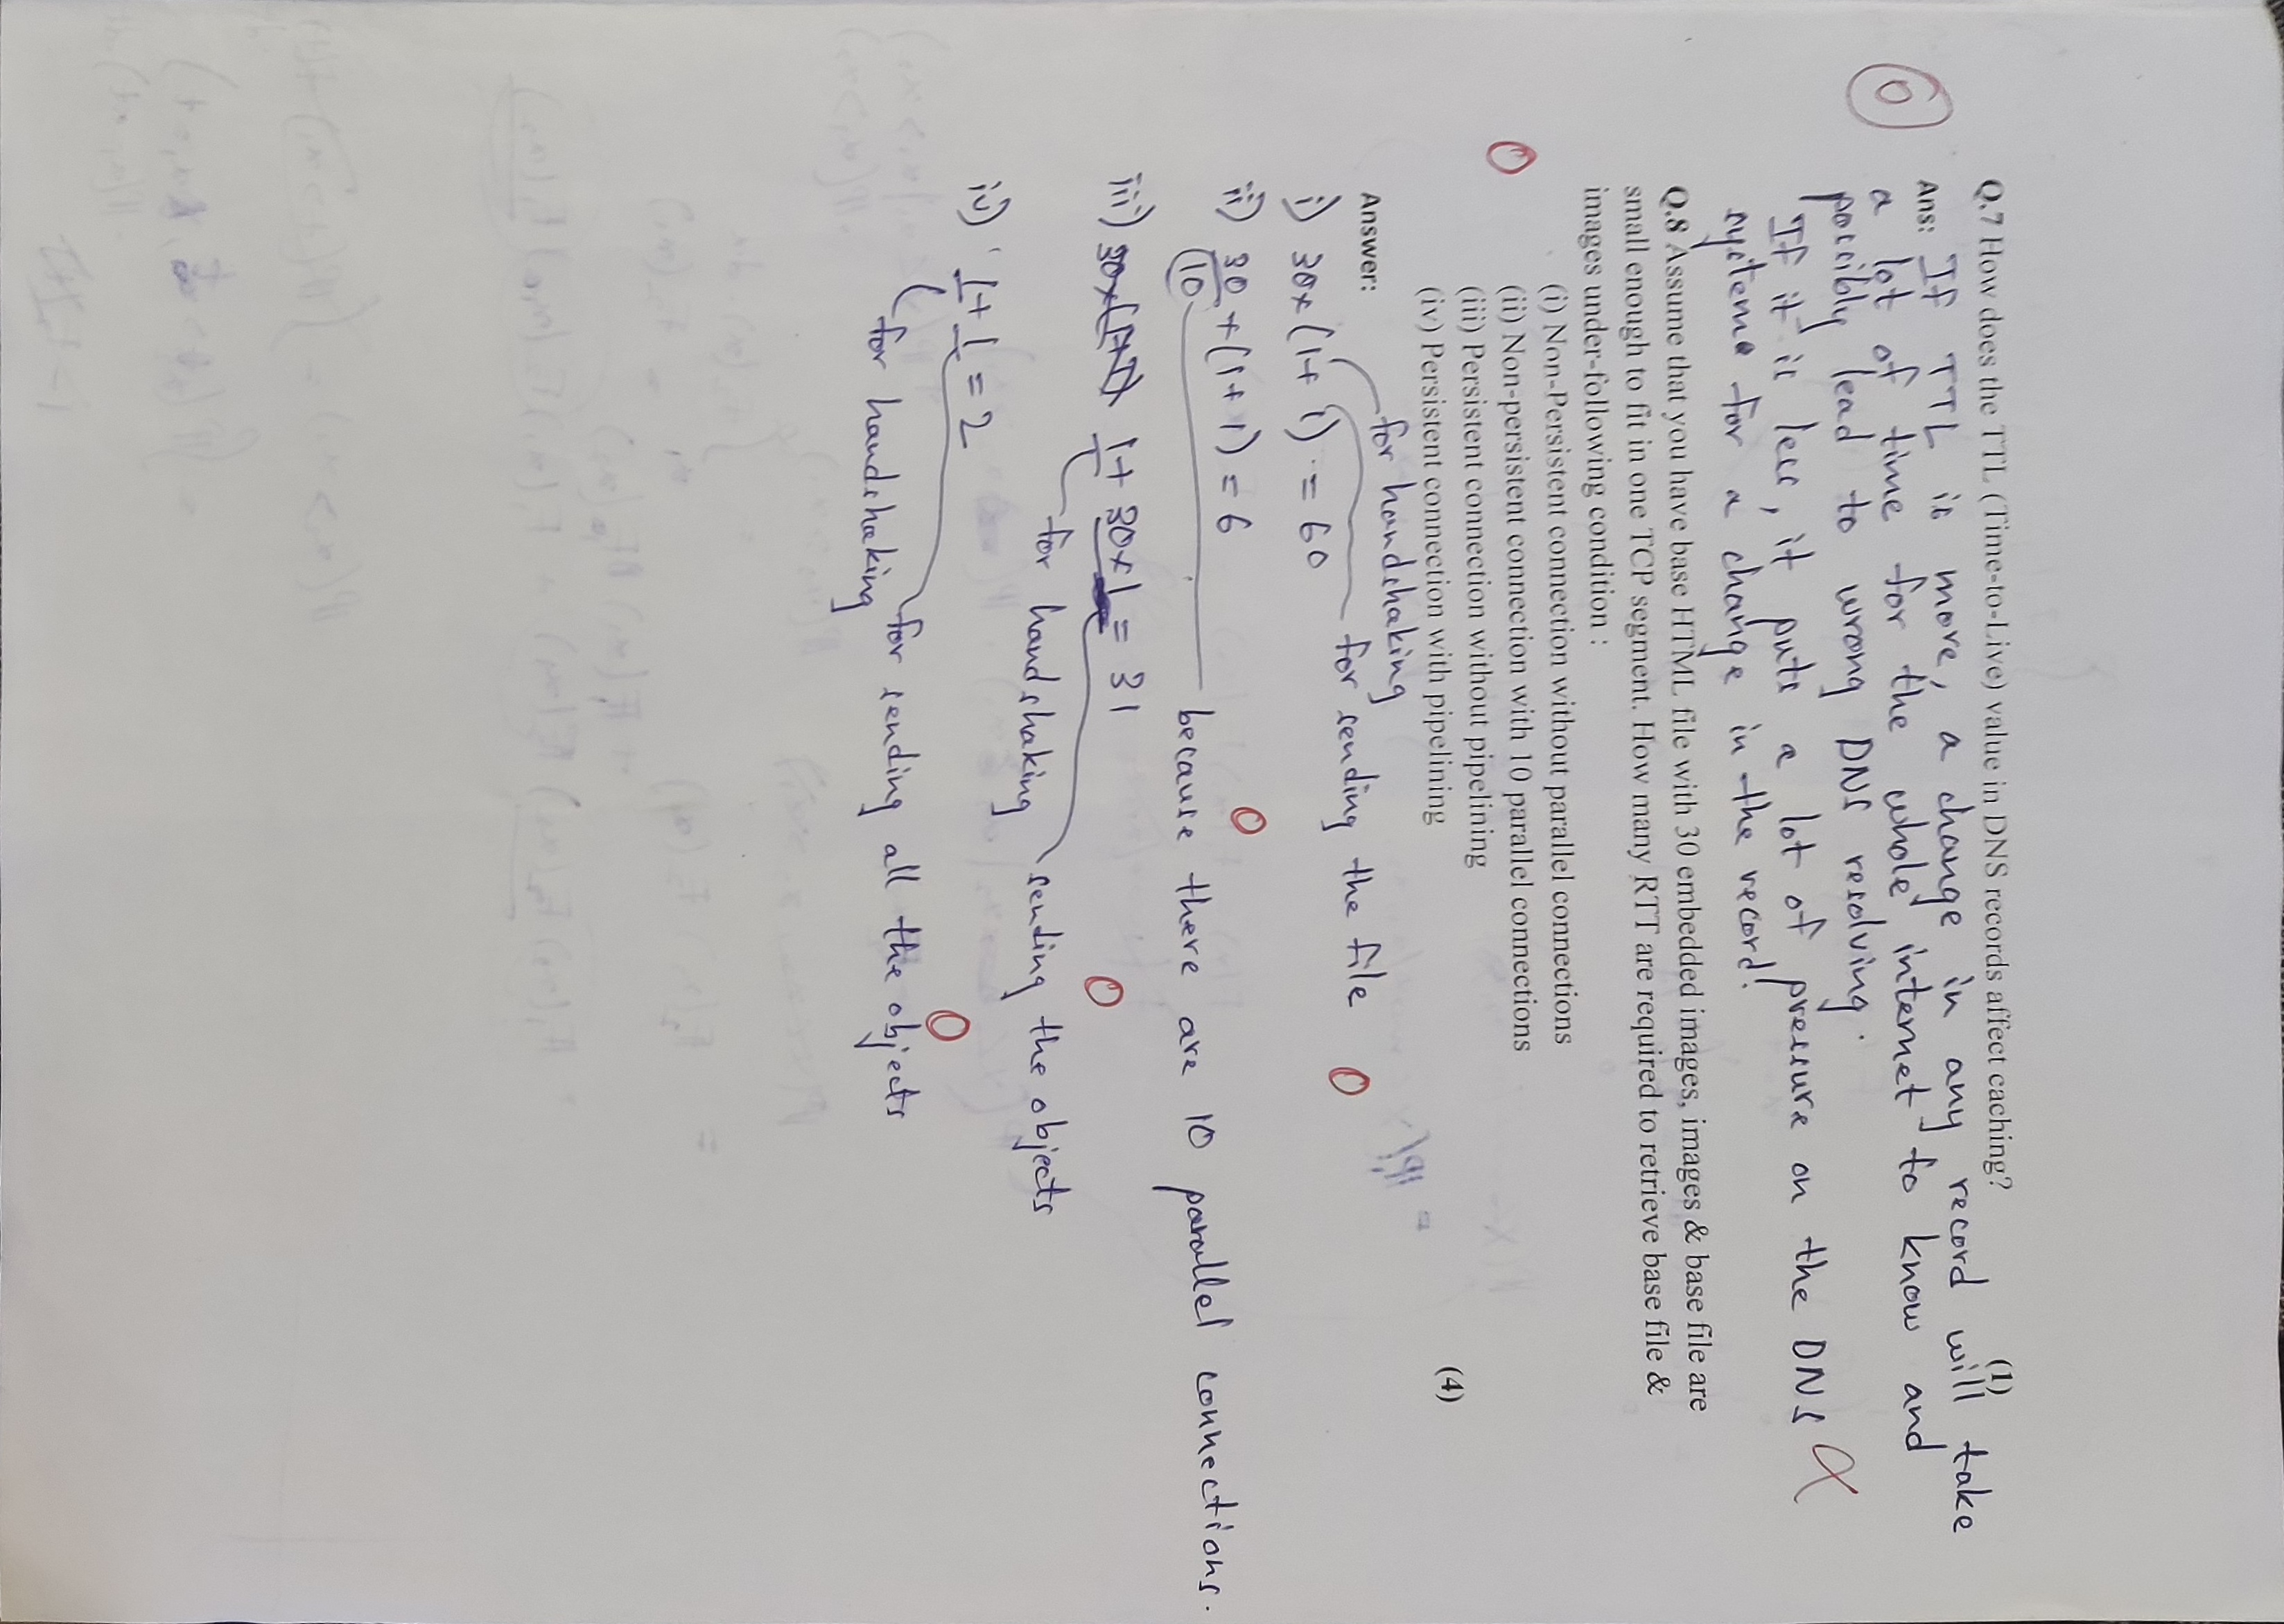 Q.7 How does the TTL (Time-to-Live) value in DNS records affect caching? (1)
Ans: If TTL is more, a change in any record will take
a lot of time for the whole internet to know and
possibly lead to wrong DNS resolving.
If it is less, it puts a lot of pressure on the DNS
systems for a change in the record!
0
Q.8 Assume that you have base HTML file with 30 embedded images, images & base file are
small enough to fit in one TCP segment. How many RTT are required to retrieve base file &
images under-following condition :
(i) Non-Persistent connection without parallel connections
(ii) Non-persistent connection with 10 parallel connections
(iii) Persistent connection without pipelining
(iv) Persistent connection with pipelining (4)
0
Answer:
for handshaking
i) 30x(1+1) = 60 for sending the file 0
ii) 30/10 + (1+1) = 6 0
because there are 10 parallel connections.
iii) 1+30x1 = 31 0
for handshaking sending the objects
iv) 1+1 = 2 0
for sending all the objects
for handshaking